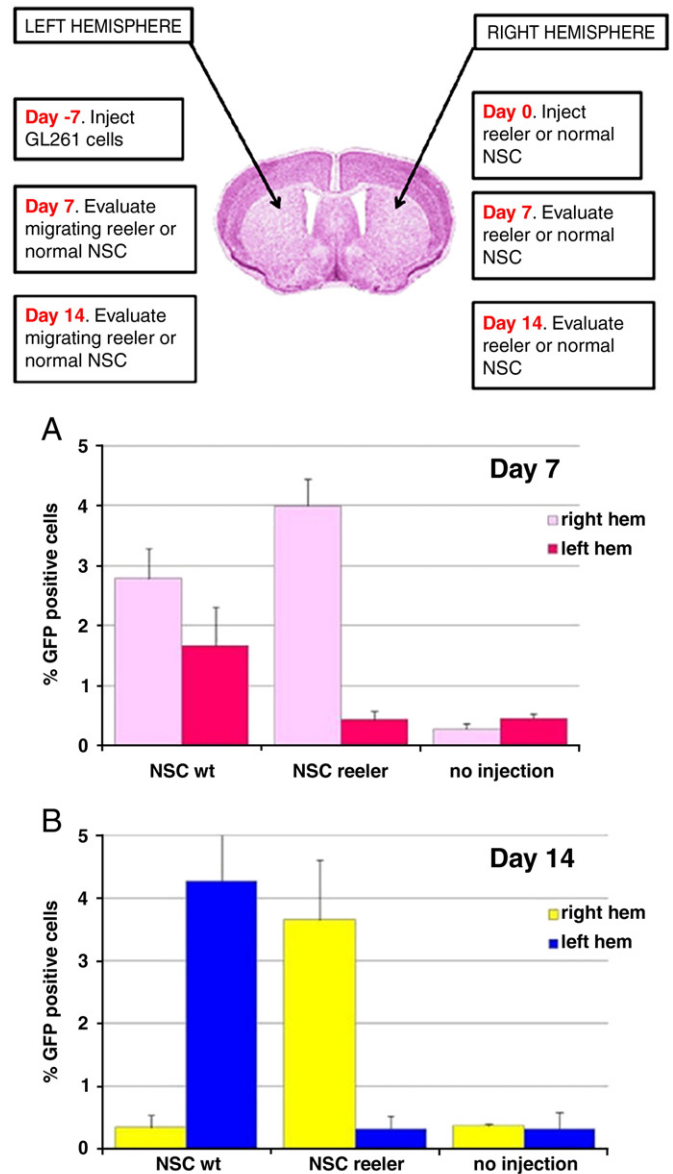 LEFT HEMISPHERE
RIGHT HEMISPHERE
Day -7. Inject
GL261 cells
Day 7. Evaluate
migrating reeler or
normal NSC
Day 14. Evaluate
migrating reeler or
normal NSC
Day 0. Inject
reeler or normal
NSC
Day 7. Evaluate
reeler or normal
NSC
Day 14. Evaluate
reeler or normal
NSC
A
Day 7
% GFP positive cells
5
4
3
2
1
0
right hem
left hem
NSC wt
NSC reeler
no injection
B
Day 14
% GFP positive cells
5
4
3
2
1
0
right hem
left hem
NSC wt
NSC reeler
no injection